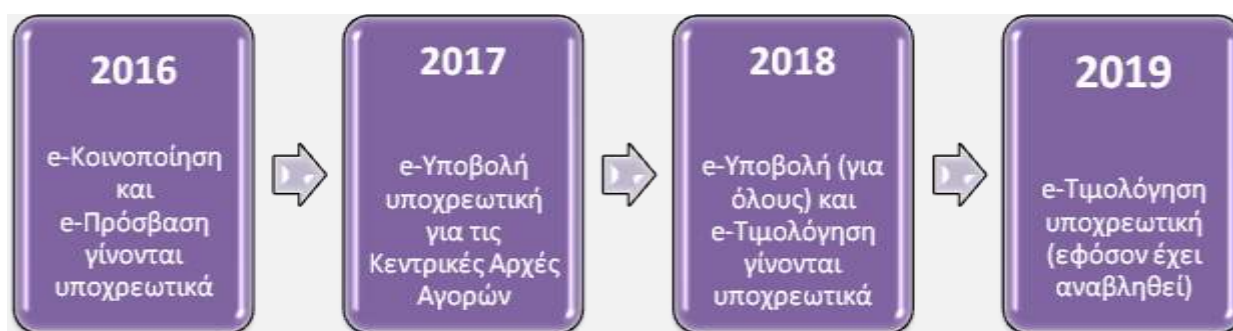 2016
e-Κοινοποίηση
και
e-Πρόσβαση
γίνονται
υποχρεωτικά
2017
e-Υποβολή
υποχρεωτική
για τις
Κεντρικές Αρχές
Αγορών
2018
e-Υποβολή (για
όλους) και
e-Τιμολόγηση
γίνονται
υποχρεωτικά
2019
e-Τιμολόγηση
υποχρεωτική
(εφόσον έχει
αναβληθεί)